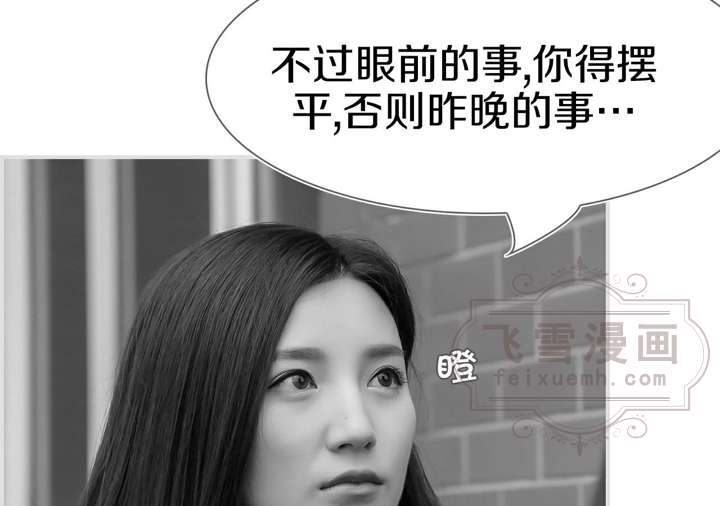 不过眼前的事,你得摆
平,否则昨晚的事…
瞪
飞雪漫画
feixuemh.com